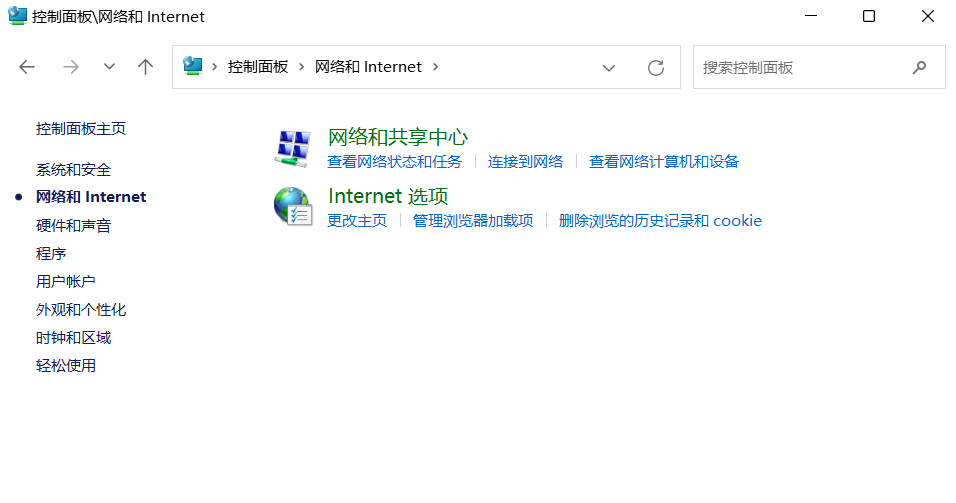 控制面板\网络和 Internet
控制面板 网络和 Internet
搜索控制面板
控制面板主页
系统和安全
网络和 Internet
硬件和声音
程序
用户帐户
外观和个性化
时钟和区域
轻松使用
网络和共享中心
查看网络状态和任务 连接到网络 查看网络计算机和设备
Internet 选项
更改主页 管理浏览器加载项 删除浏览的历史记录和 cookie